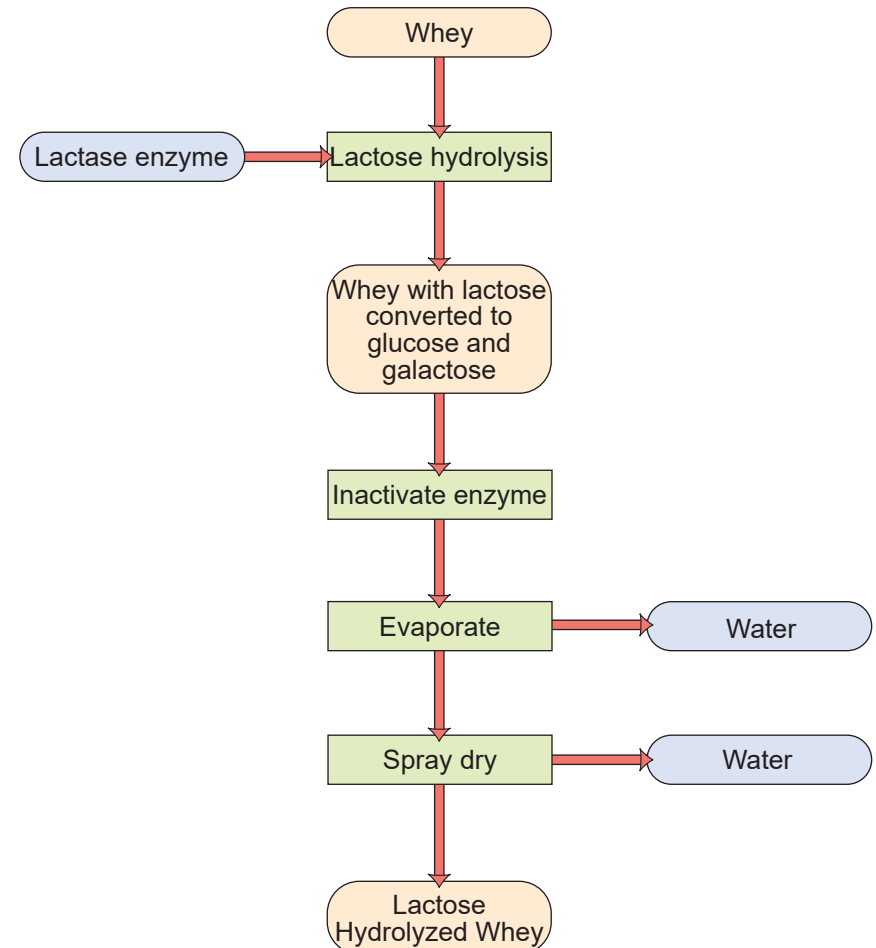 Whey
Lactase enzyme
Lactose hydrolysis
Whey with lactose
converted to
glucose and
galactose
Inactivate enzyme
Evaporate
Water
Spray dry
Water
Lactose
Hydrolyzed Whey